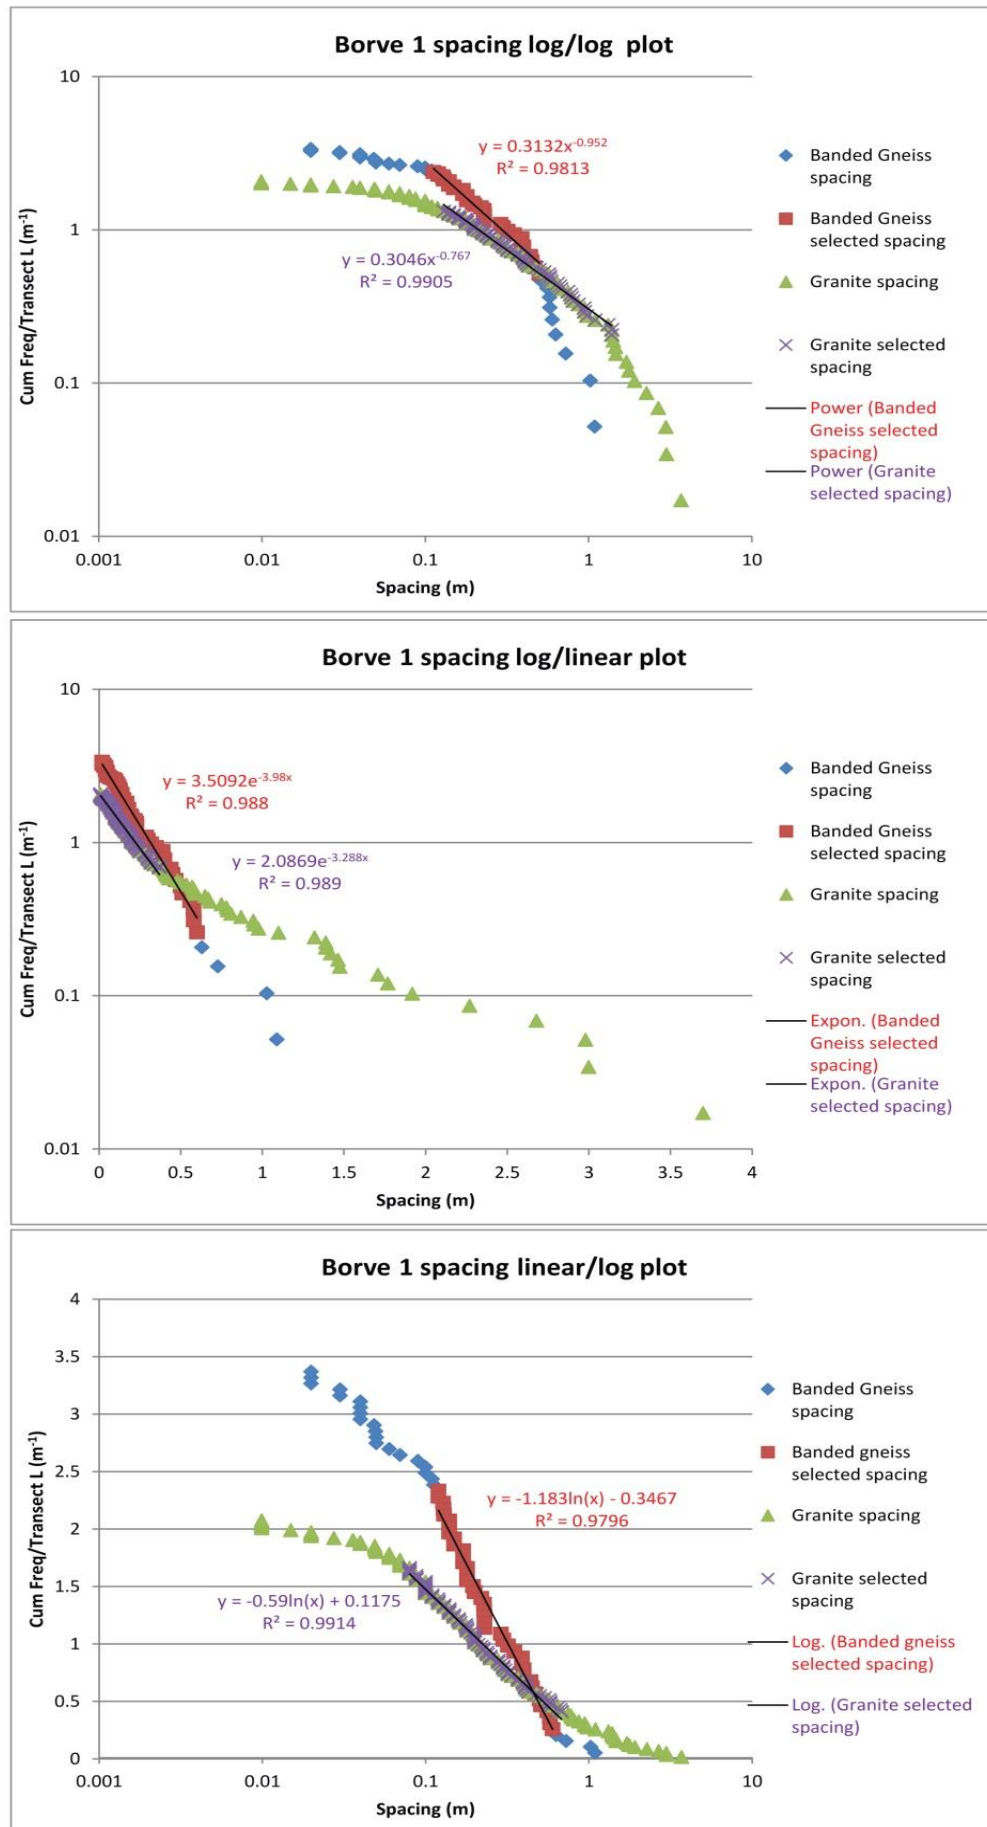 Borve 1 spacing log/log plot
10
1
0.1
0.01
0.001
0.01
0.1
1
10
Cum Freq/Transect L (m-1)
Spacing (m)
y = 0.3132x-0.952
R² = 0.9813
y = 0.3046x-0.767
R² = 0.9905
Banded Gneiss
spacing
Banded Gneiss
selected spacing
Granite spacing
Granite selected
spacing
Power (Banded
Gneiss selected
spacing)
Power (Granite
selected spacing)
Borve 1 spacing log/linear plot
10
1
0.1
0.01
0
0.5
1
1.5
2
2.5
3
3.5
4
Cum Freq/Transect L (m-1)
Spacing (m)
y = 3.5092e-3.98x
R² = 0.988
y = 2.0869e-3.288x
R² = 0.989
Banded Gneiss
spacing
Banded Gneiss
selected spacing
Granite spacing
Granite selected
spacing
Expon. (Banded
Gneiss selected
spacing)
Expon. (Granite
selected spacing)
Borve 1 spacing linear/log plot
4
3.5
3
2.5
2
1.5
1
0.5
0
0.001
0.01
0.1
1
10
Cum Freq/Transect L (m-1)
Spacing (m)
y = -1.183ln(x) - 0.3467
R² = 0.9796
y = -0.59ln(x) + 0.1175
R² = 0.9914
Banded Gneiss
spacing
Banded gneiss
selected spacing
Granite spacing
Granite selected
spacing
Log. (Banded gneiss
selected spacing)
Log. (Granite selected
spacing)